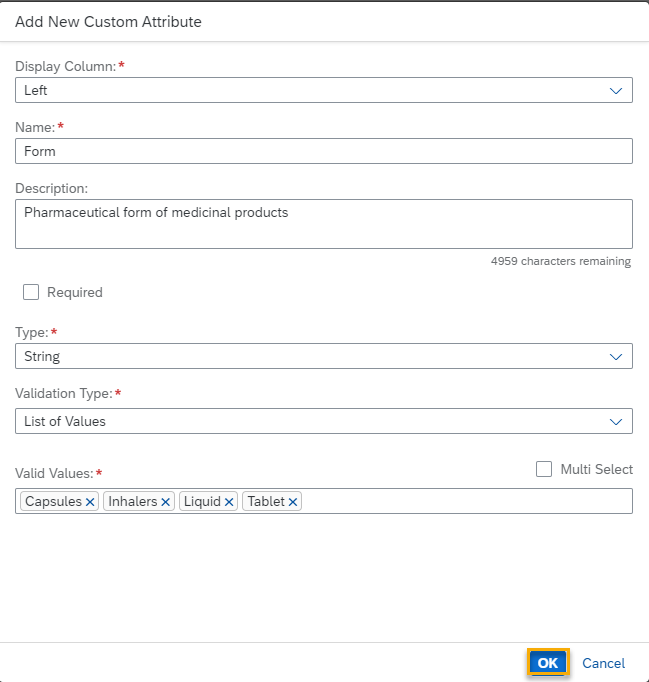 Add New Custom Attribute
Display Column:*
Left
Name:*
Form
Description:
Pharmaceutical form of medicinal products
4959 characters remaining
Required
Type:*
String
Validation Type:*
List of Values
Valid Values:* Multi Select
Capsules × Inhalers × Liquid × Tablet ×
OK Cancel